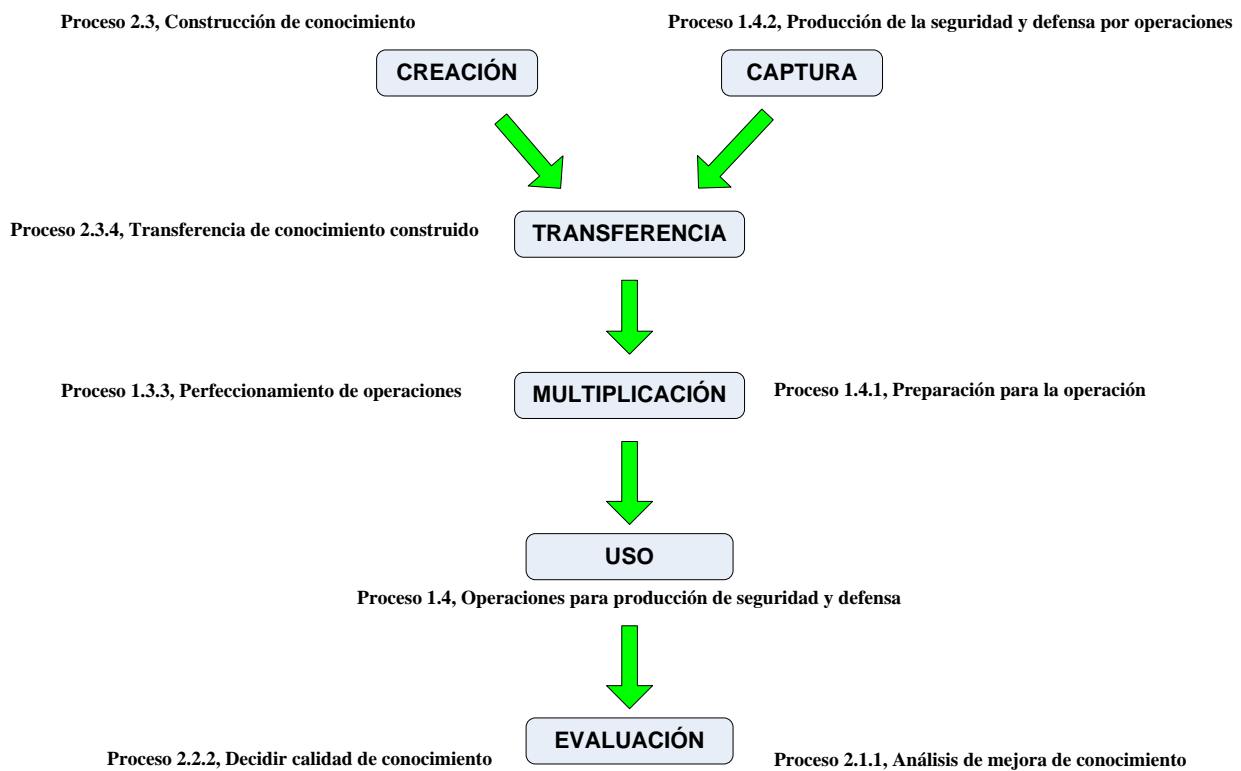 Proceso 2.3, Construcción de conocimiento
Proceso 1.4.2, Producción de la seguridad y defensa por operaciones
CREACIÓN
CAPTURA
Proceso 2.3.4, Transferencia de conocimiento construido
TRANSFERENCIA
Proceso 1.3.3, Perfeccionamiento de operaciones
MULTIPLICACIÓN
Proceso 1.4.1, Preparación para la operación
USO
Proceso 1.4, Operaciones para producción de seguridad y defensa
EVALUACIÓN
Proceso 2.2.2, Decidir calidad de conocimiento
Proceso 2.1.1, Análisis de mejora de conocimiento